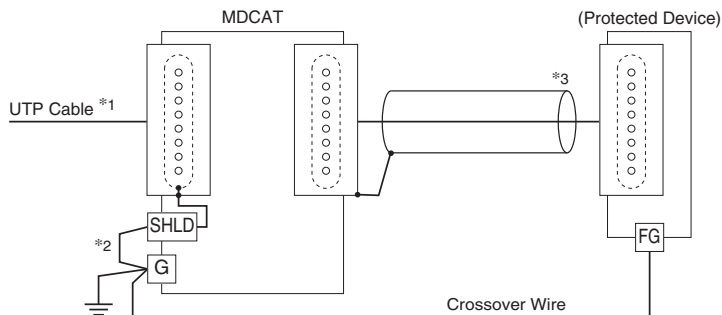 MDCAT
(Protected Device)
UTP Cable *1
*3
SHLD
*2
G
FG
Crossover Wire